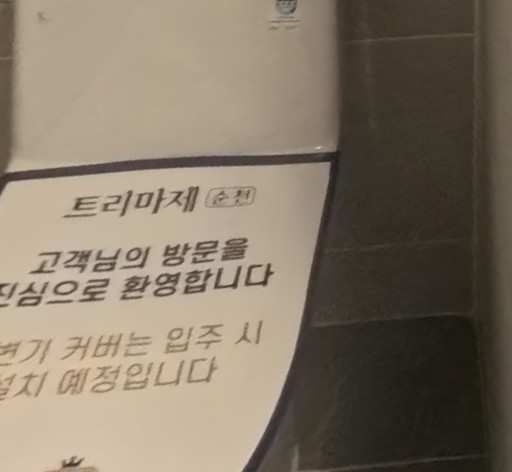 트리마제 순천
고객님의 방문을
진심으로 환영합니다
변기 커버는 입주 시
설치 예정입니다